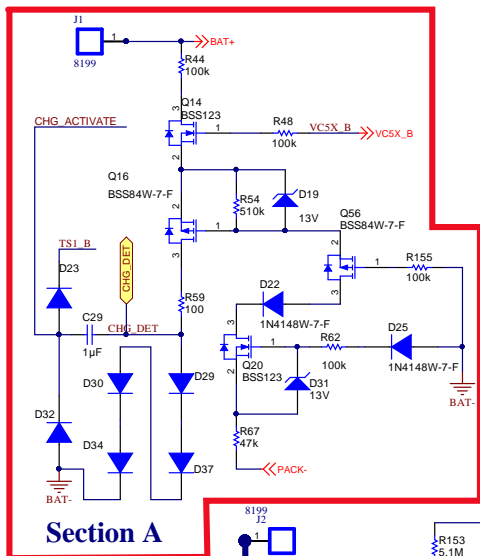 J1
1
8199
BAT+
R44
100k
3
Q14
BSS123
CHG_ACTIVATE
1
R48
100k
VC5X_B
VC5X_B
2
Q16
BSS84W-7-F
2
R54
510k
D19
13V
1
Q56
BSS84W-7-F
2
TS1_B
D23
CHG_DET
3
1
R155
100k
C29
1µF
CHG_DET
R59
100
D22
1N4148W-7-F
3
3
1
R62
100k
D25
1N4148W-7-F
D30
D29
2
Q20
BSS123
D31
13V
BAT-
D32
D34
D37
R67
47k
PACK-
BAT-
Section A
8199
J2
1
R153
5.1M